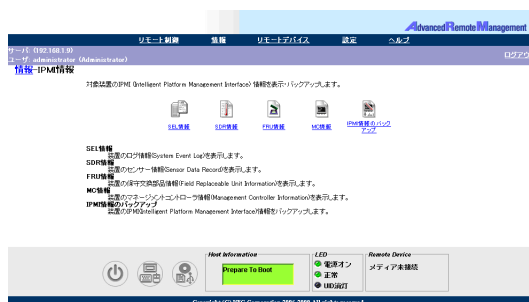 Advanced Remote Management
リモート制御 情報 リモートデバイス 設定 ヘルプ
サーバ: (192.168.1.9)
ユーザ: administrator (Administrator)
ログアウ
情報-IPMI情報
対象装置のIPMI (Intelligent Platform Management Interface) 情報を表示・バックアップします。
SEL情報 SDR情報 FRU情報 MC情報 IPMI情報のバックアップ
SEL情報
装置のログ情報(System Event Log)を表示します。
SDR情報
装置のセンサー情報(Sensor Data Record)を表示します。
FRU情報
装置の保守交換部品情報(Field Replaceable Unit Information)を表示します。
MC情報
装置のマネージメントコントローラ情報(Management Controller Information)を表示します。
IPMI情報のバックアップ
装置のIPMI(Intelligent Platform Management Interface)情報をバックアップします。
Host Information LED Remote Device
Prepare To Boot 電源オン メディア未接続
正常
UID消灯
Copyright (C) NEC Corporation 2006-2009 All rights reserved.